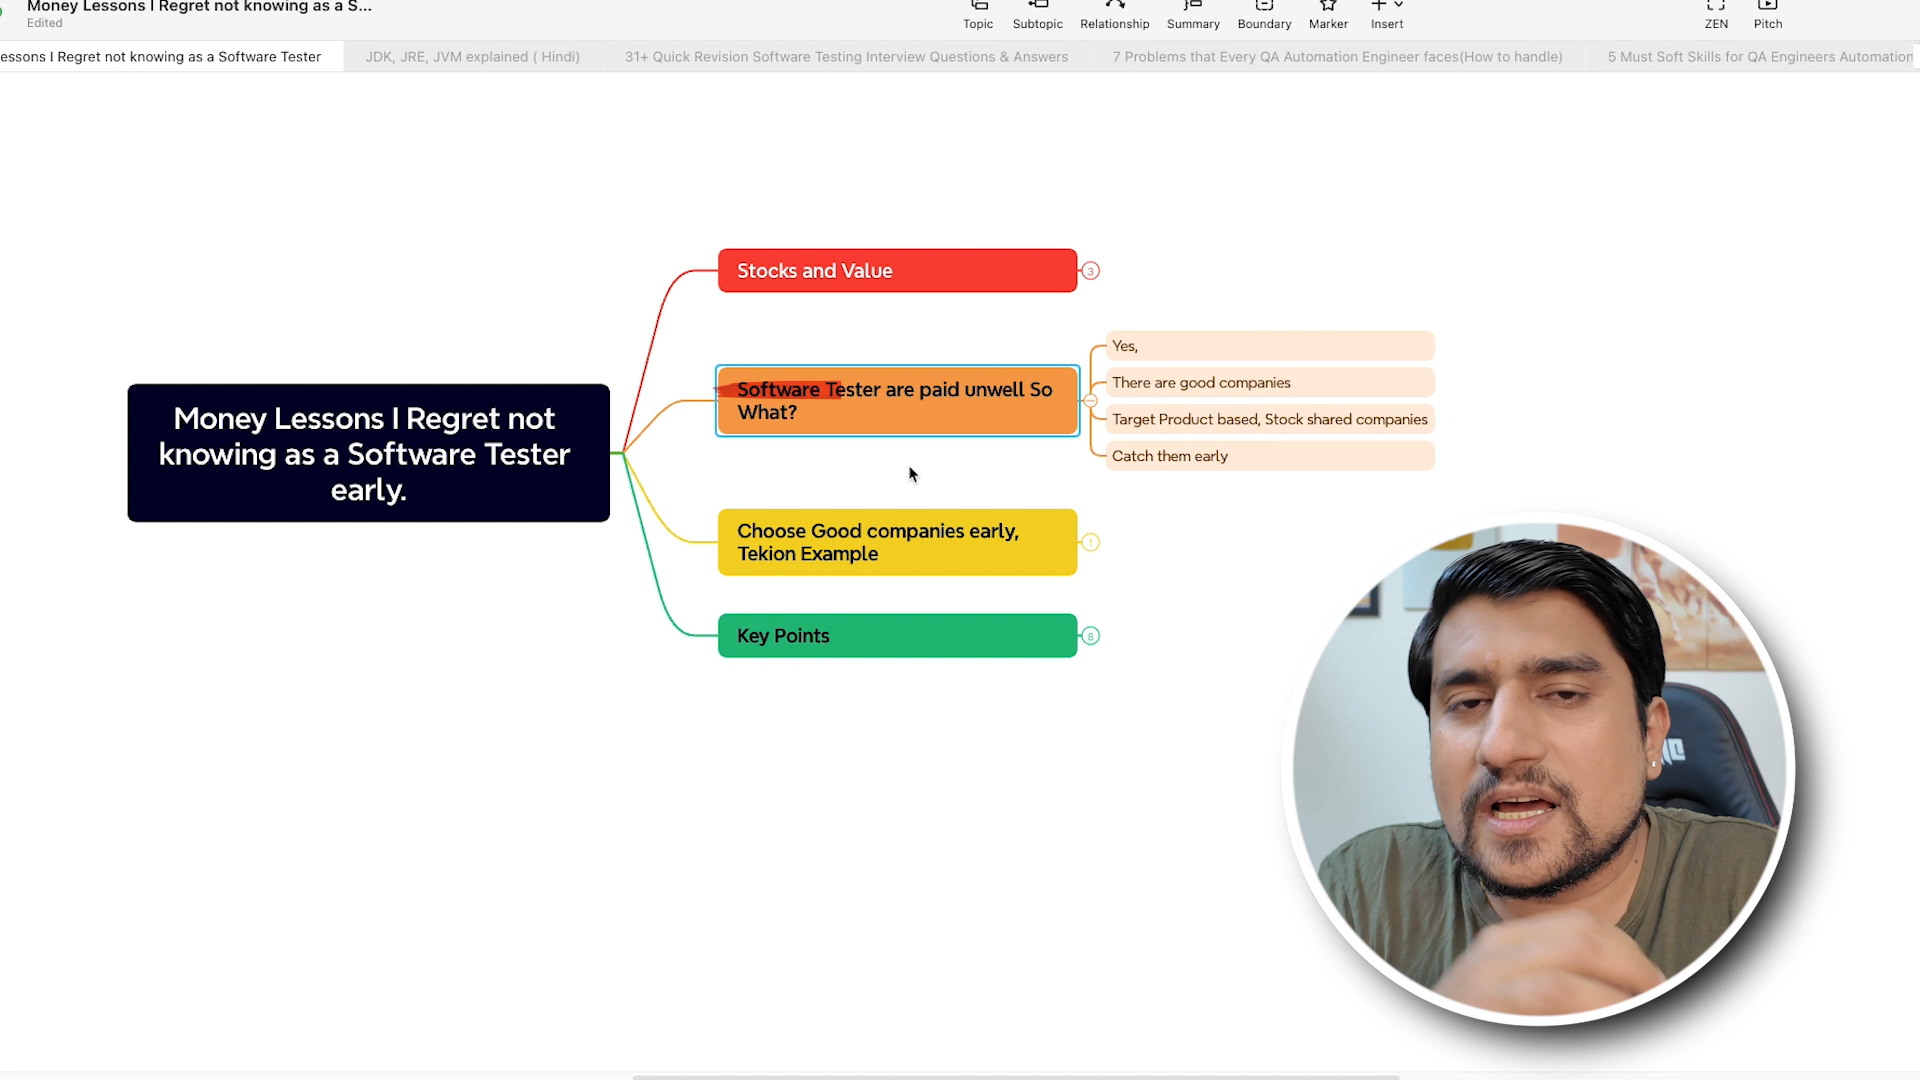 Money Lessons I Regret not knowing as a S...
Edited
Topic
Subtopic
Relationship
Summary
Boundary
Marker
Insert
ZEN
Pitch
essons I Regret not knowing as a Software Tester
JDK, JRE, JVM explained ( Hindi)
31+ Quick Revision Software Testing Interview Questions & Answers
7 Problems that Every QA Automation Engineer faces(How to handle)
5 Must Soft Skills for QA Engineers Automation
Money Lessons I Regret not
knowing as a Software Tester
early.
Stocks and Value
3
Software Tester are paid unwell So
What?
Yes,
There are good companies
Target Product based, Stock shared companies
Catch them early
Choose Good companies early,
Tekion Example
1
Key Points
8